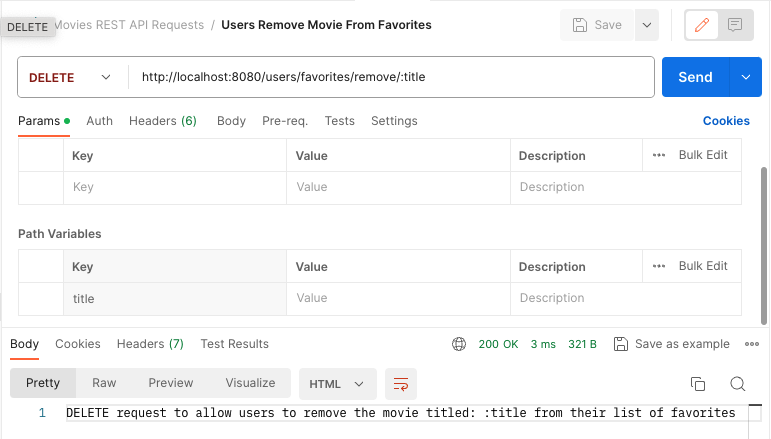 DELETE Movies REST API Requests / Users Remove Movie From Favorites Save
DELETE http://localhost:8080/users/favorites/remove/:title Send
Params Auth Headers (6) Body Pre-req. Tests Settings Cookies
Key Value Description ••• Bulk Edit
Key Value Description
Path Variables
Key Value Description ••• Bulk Edit
title Value Description
Body Cookies Headers (7) Test Results 200 OK 3 ms 321 B Save as example •••
Pretty Raw Preview Visualize HTML
1 DELETE request to allow users to remove the movie titled: :title from their list of favorites